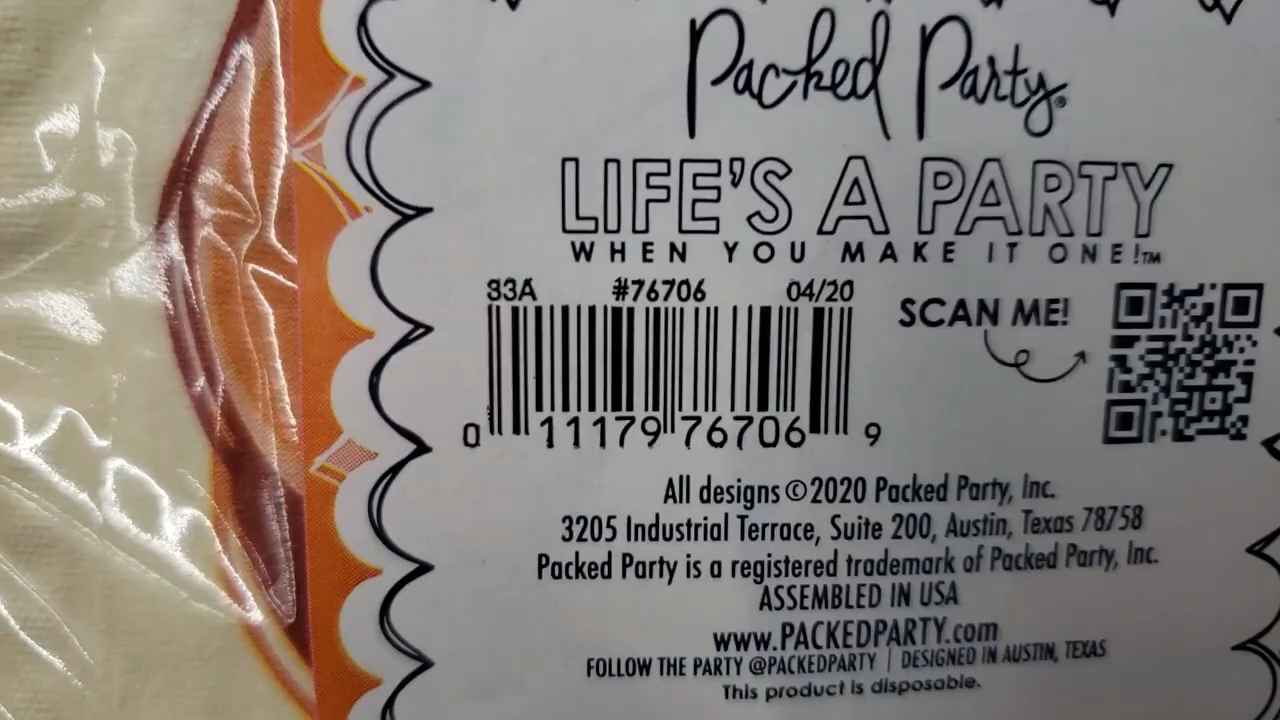 Packed Party®
LIFE'S A PARTY
WHEN YOU MAKE IT ONE!™
33A #76706 04/20
SCAN ME!
0 11179 76706 9
All designs ©2020 Packed Party, Inc.
3205 Industrial Terrace, Suite 200, Austin, Texas 78758
Packed Party is a registered trademark of Packed Party, Inc.
ASSEMBLED IN USA
www.PACKEDPARTY.com
FOLLOW THE PARTY @PACKEDPARTY | DESIGNED IN AUSTIN, TEXAS
This product is disposable.